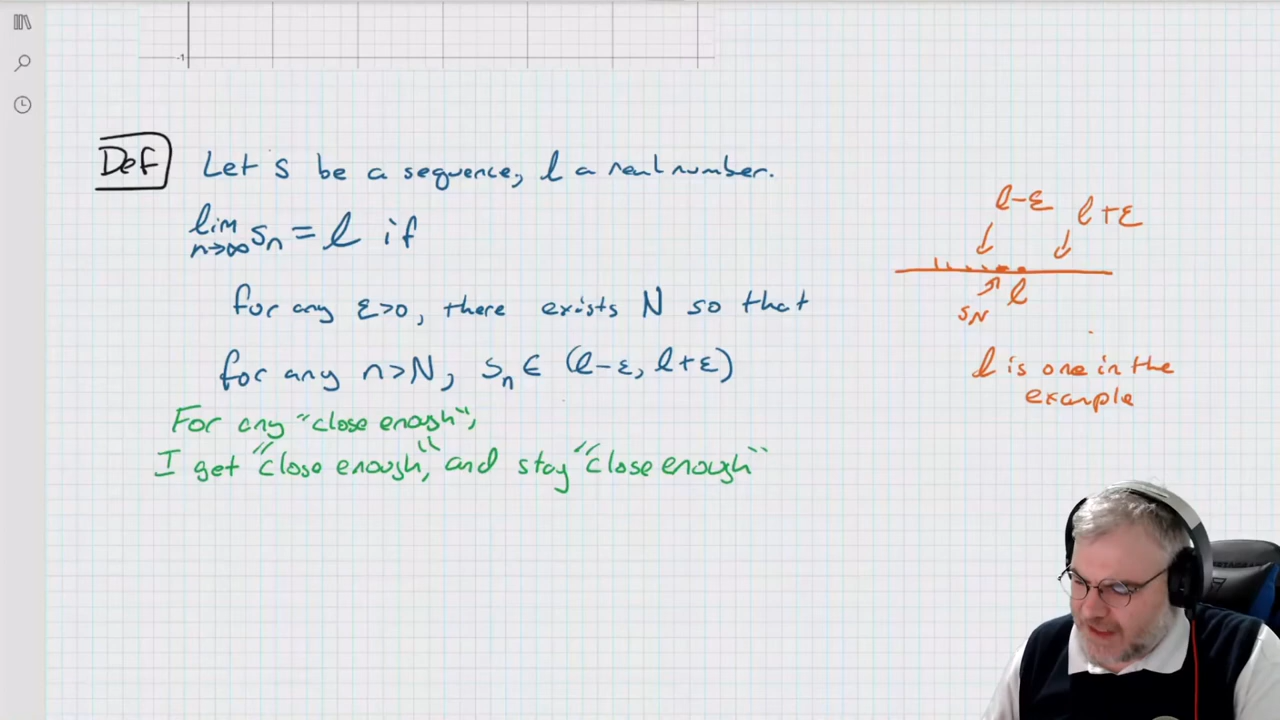 -1
Def Let s be a sequence, l a real number.
lim n→∞ sn = l if
for any ε>0, there exists N so that
for any n>N, sn ∈ (l-ε, l+ε)
For any "close enough",
I get "close enough," and stay "close enough"
l-ε l+ε
sN l
l is one in the
example